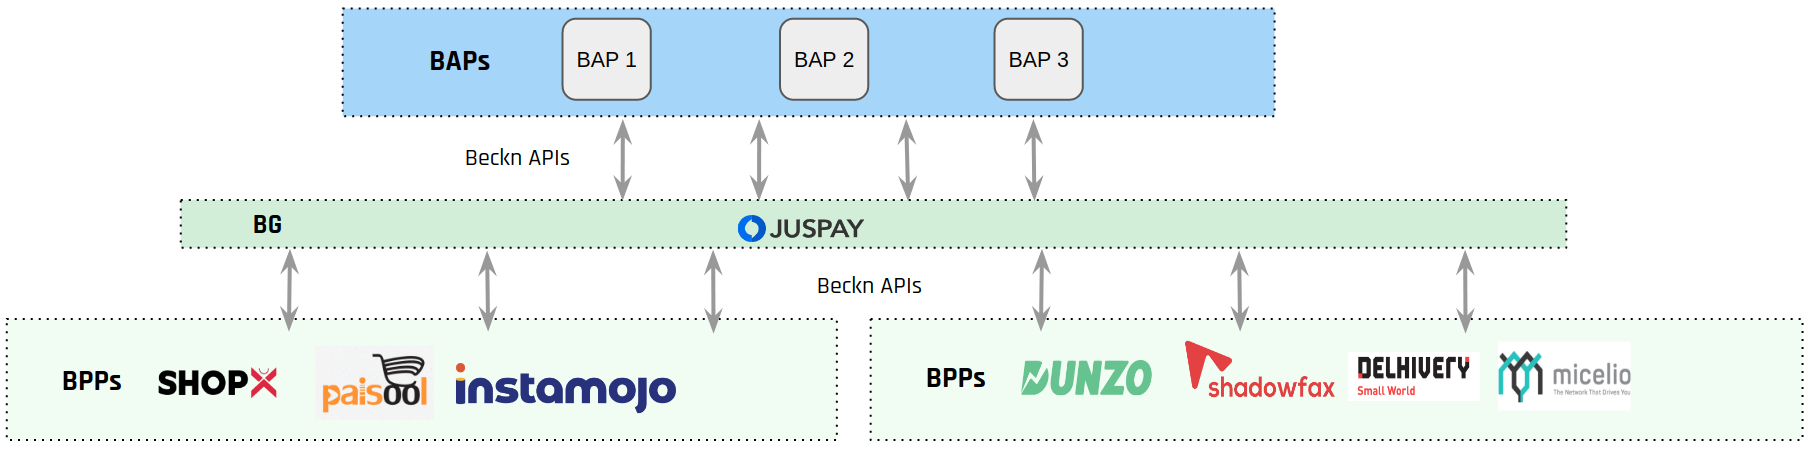 BAPs
BAP 1
BAP 2
BAP 3
Beckn APIs
BG
JUSPAY
Beckn APIs
BPPs
SHOPX
paisool
instamojo
BPPs
DUNZO
shadowfax
DELHIVERY
Small World
micelio
The Network That Drives You